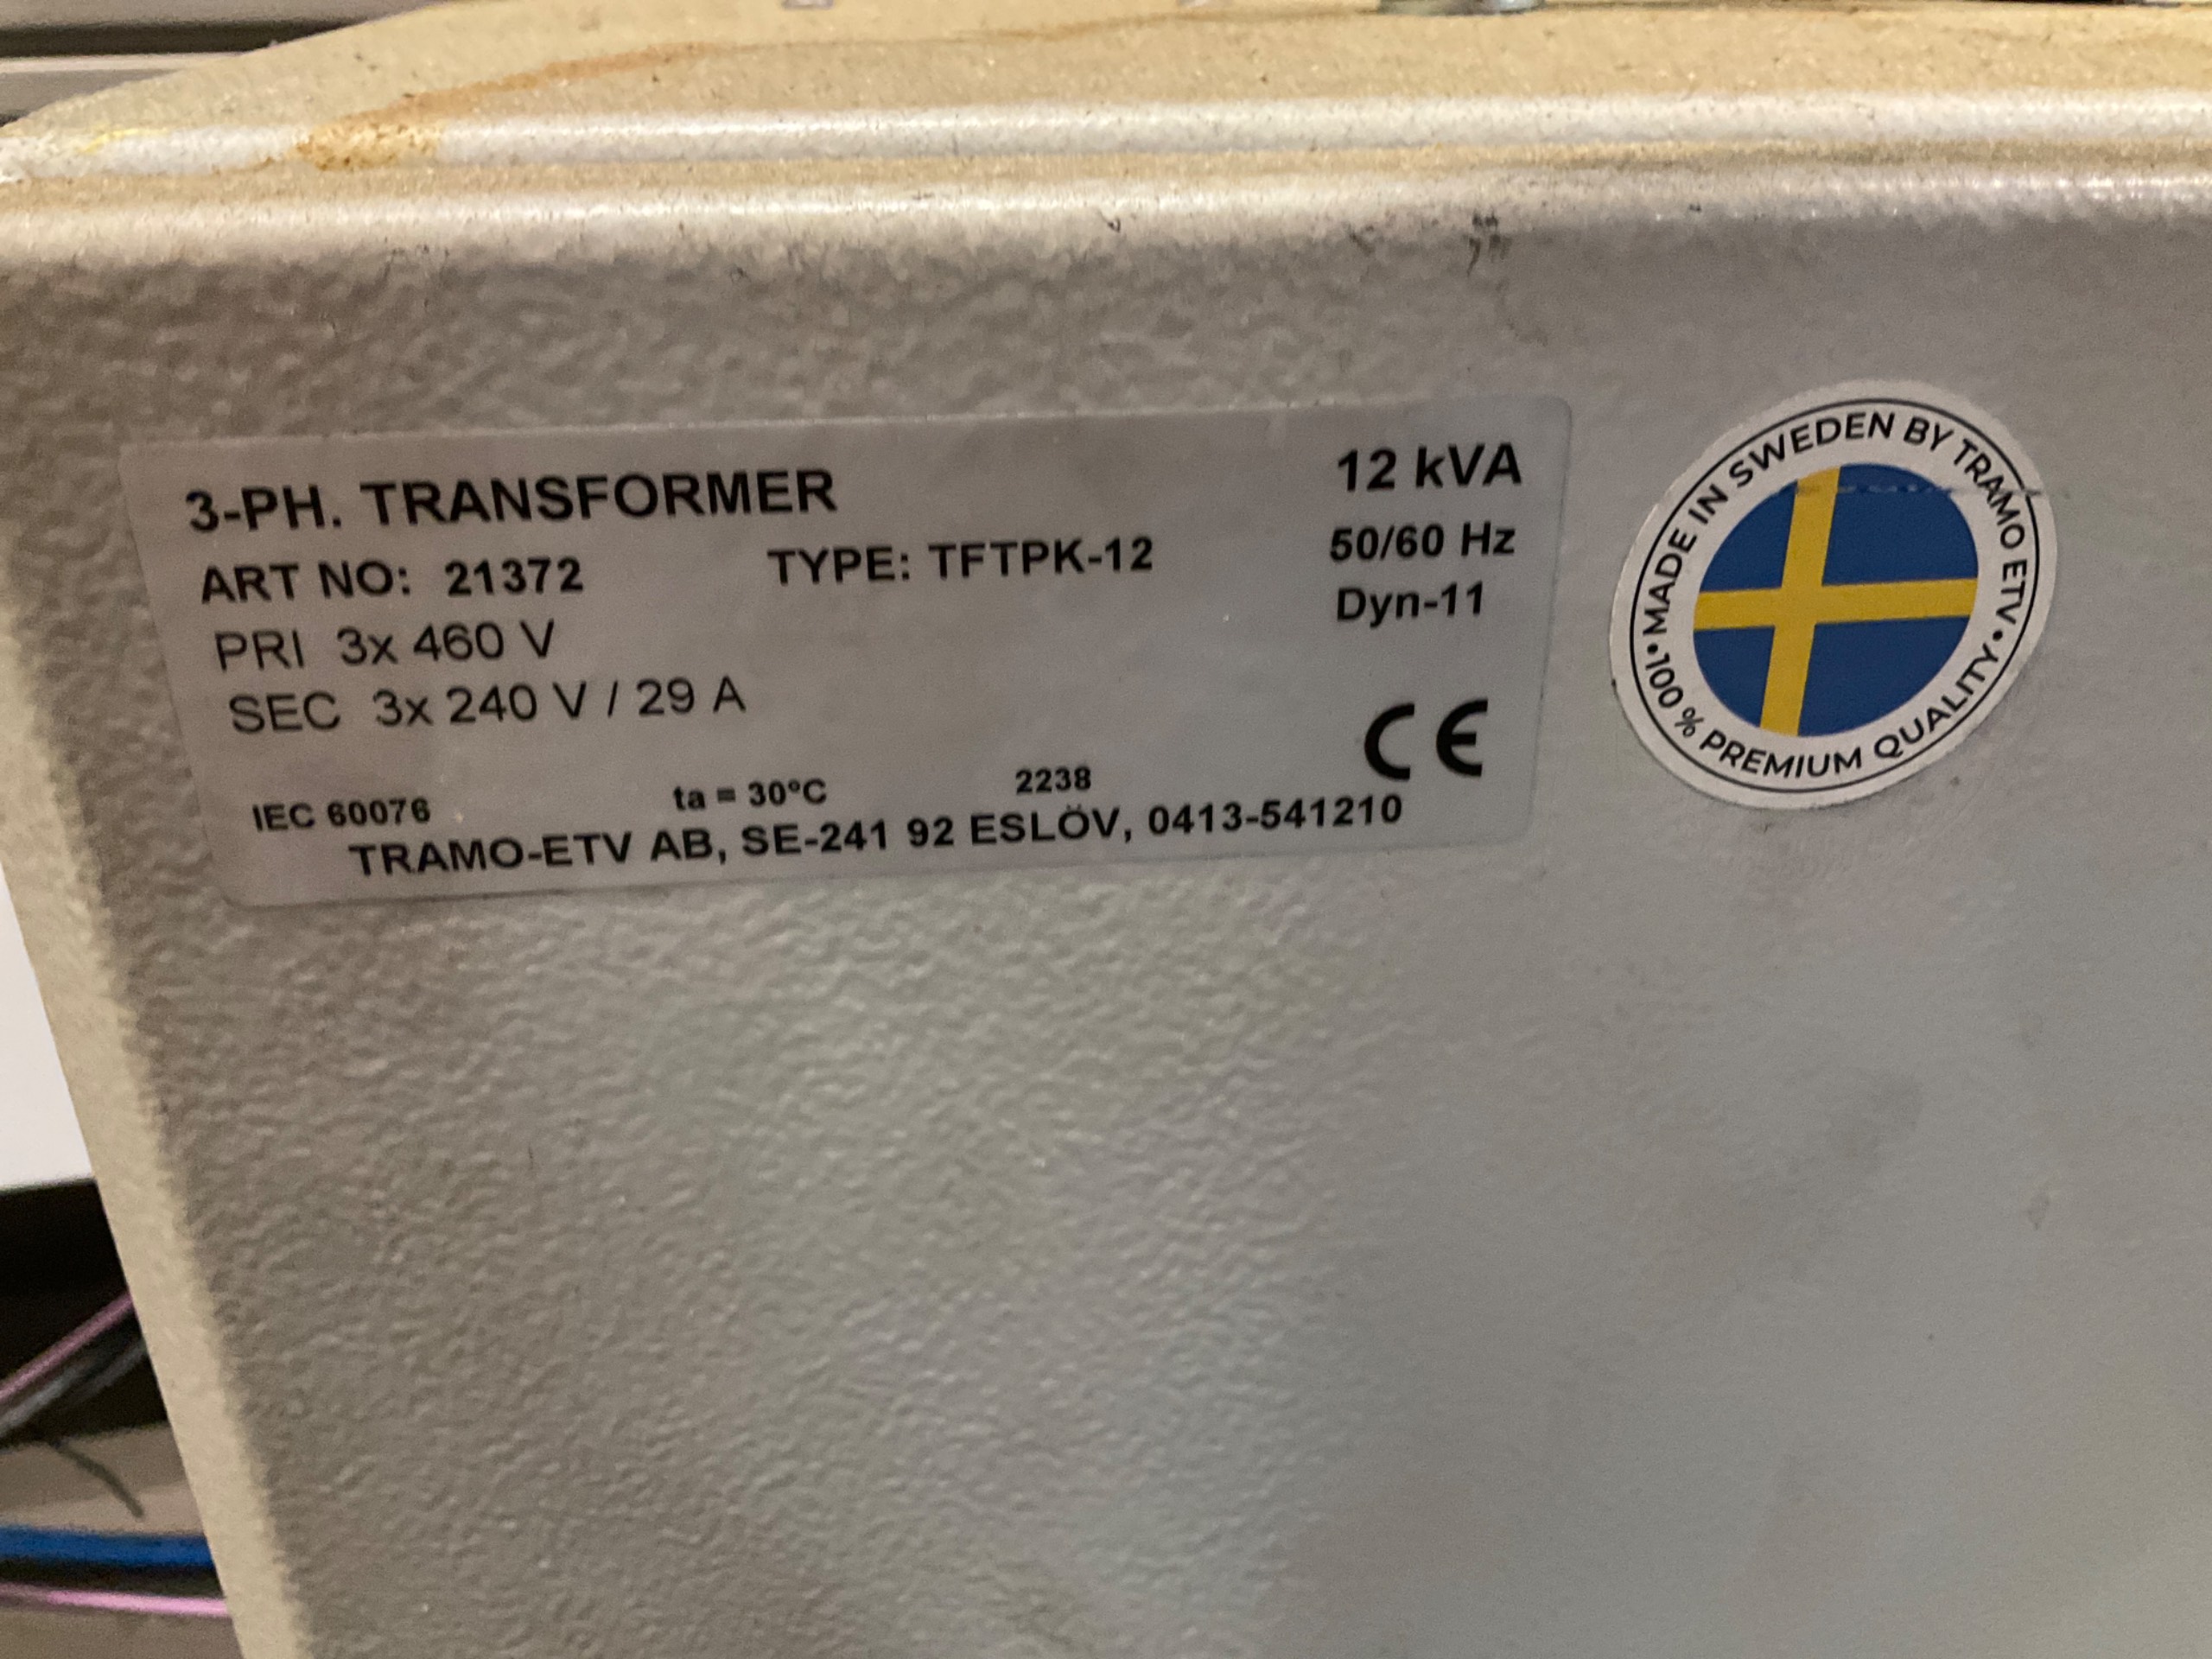 3-PH. TRANSFORMER 12 kVA
ART NO: 21372 TYPE: TFTPK-12 50/60 Hz
PRI 3x 460 V Dyn-11
SEC 3x 240 V / 29 A
CE
IEC 60076 ta = 30°C 2238
TRAMO-ETV AB, SE-241 92 ESLÖV, 0413-541210
• MADE IN SWEDEN BY TRAMO ETV •
100 % PREMIUM QUALITY